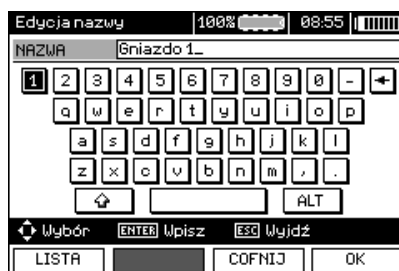 Edycja nazwy 100% 08:55
NAZWA Gniazdo 1_
1 2 3 4 5 6 7 8 9 0 - ←
q w e r t y u i o p
a s d f g h j k l
z x c v b n m , .
ALT
Wybór ENTER Wpisz ESC Wyjdź
LISTA COFNIJ OK